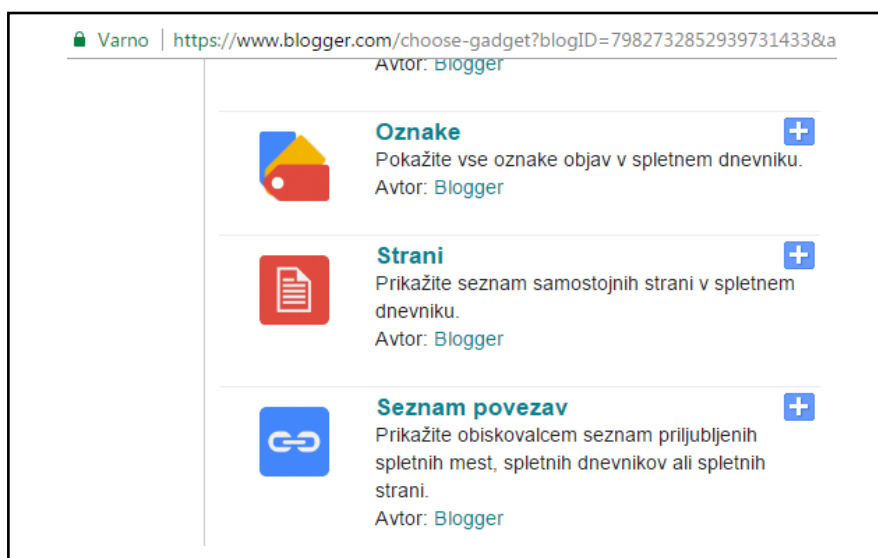 Varno | https://www.blogger.com/choose-gadget?blogID=7982732852939731433&a
Avtor: Blogger
Oznake
Pokažite vse oznake objav v spletnem dnevniku.
Avtor: Blogger
Strani
Prikažite seznam samostojnih strani v spletnem
dnevniku.
Avtor: Blogger
Seznam povezav
Prikažite obiskovalcem seznam priljubljenih
spletnih mest, spletnih dnevnikov ali spletnih
strani.
Avtor: Blogger